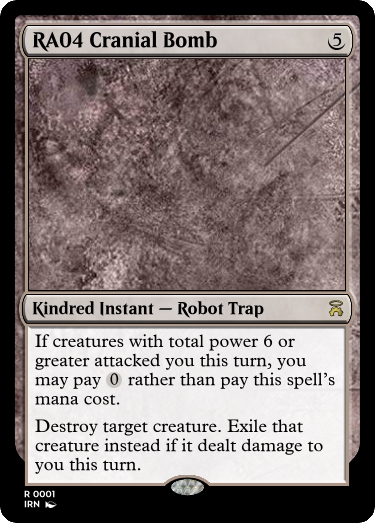 RA04 Cranial Bomb 5
Kindred Instant — Robot Trap
If creatures with total power 6 or
greater attacked you this turn, you
may pay 0 rather than pay this spell's
mana cost.
Destroy target creature. Exile that
creature instead if it dealt damage to
you this turn.
R 0001
IRN